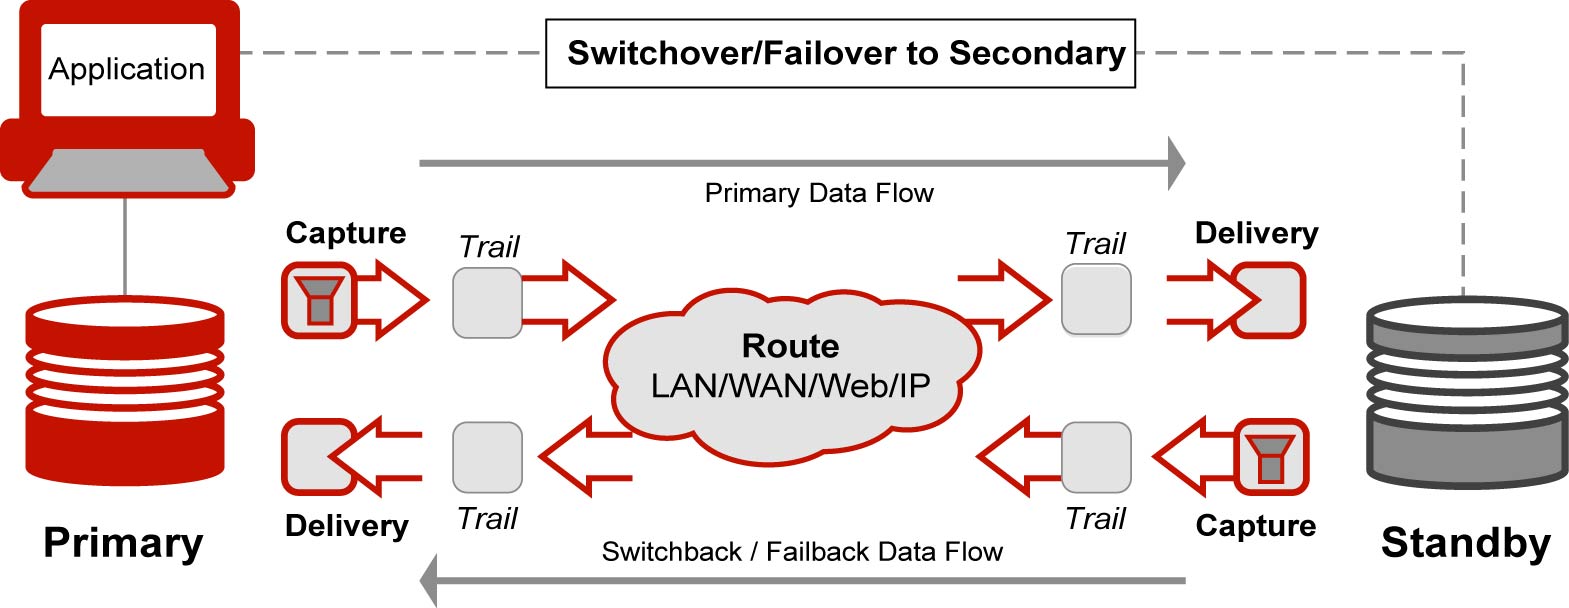 Application
Switchover/Failover to Secondary
Primary Data Flow
Capture
Trail
Trail
Delivery
Route
LAN/WAN/Web/IP
Delivery
Trail
Trail
Capture
Primary
Switchback / Failback Data Flow
Standby